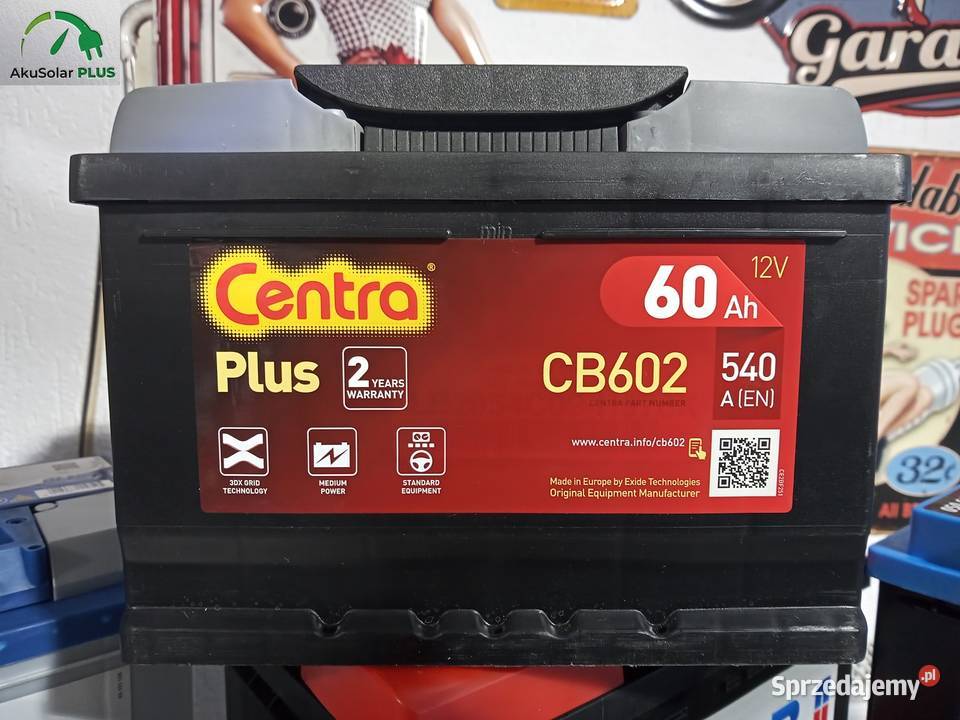 AkuSolar PLUS
Gara
min
Centra®
60 Ah
12V
Plus
2 YEARS
WARRANTY
CB602
CENTRA PART NUMBER
540
A (EN)
3DX GRID
TECHNOLOGY
MEDIUM
POWER
STANDARD
EQUIPMENT
www.centra.info/cb602
Made in Europe by Exide Technologies
Original Equipment Manufacturer
SPAR
PLUG
32
Sprzedajemy.pl